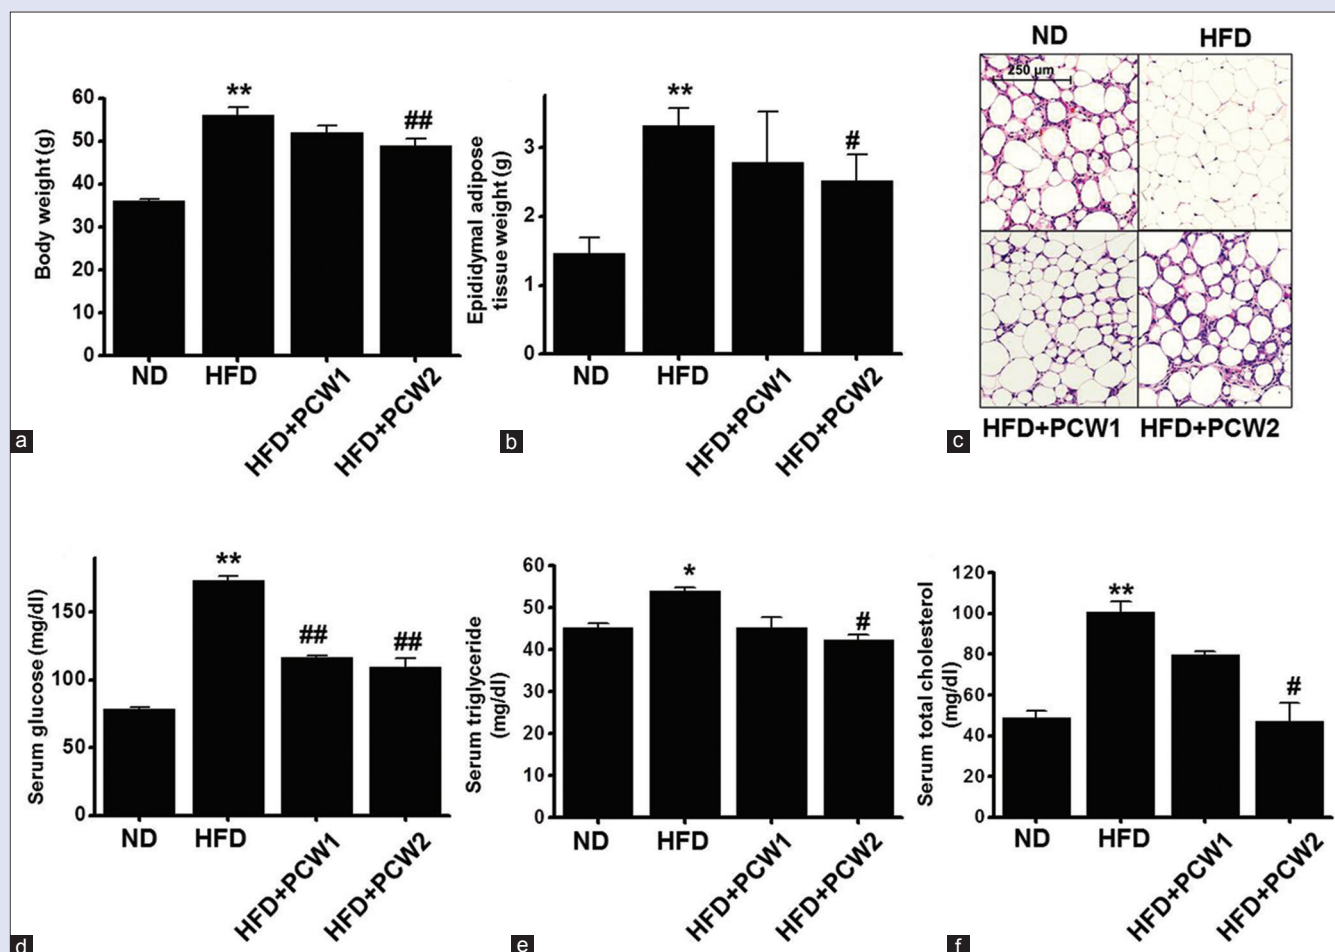 Body weight (g)
60
50
40
30
20
10
0
**
##
ND
HFD
HFD+PCW1
HFD+PCW2
a
Epididymal adipose
tissue weight (g)
3
2
1
0
**
#
ND
HFD
HFD+PCW1
HFD+PCW2
b
ND
HFD
250 µm
HFD+PCW1
HFD+PCW2
c
Serum glucose (mg/dl)
150
100
50
0
**
##
##
ND
HFD
HFD+PCW1
HFD+PCW2
d
Serum triglyceride
(mg/dl)
60
50
40
30
20
10
0
*
#
ND
HFD
HFD+PCW1
HFD+PCW2
e
Serum total cholesterol
(mg/dl)
120
100
80
60
40
20
0
**
#
ND
HFD
HFD+PCW1
HFD+PCW2
f